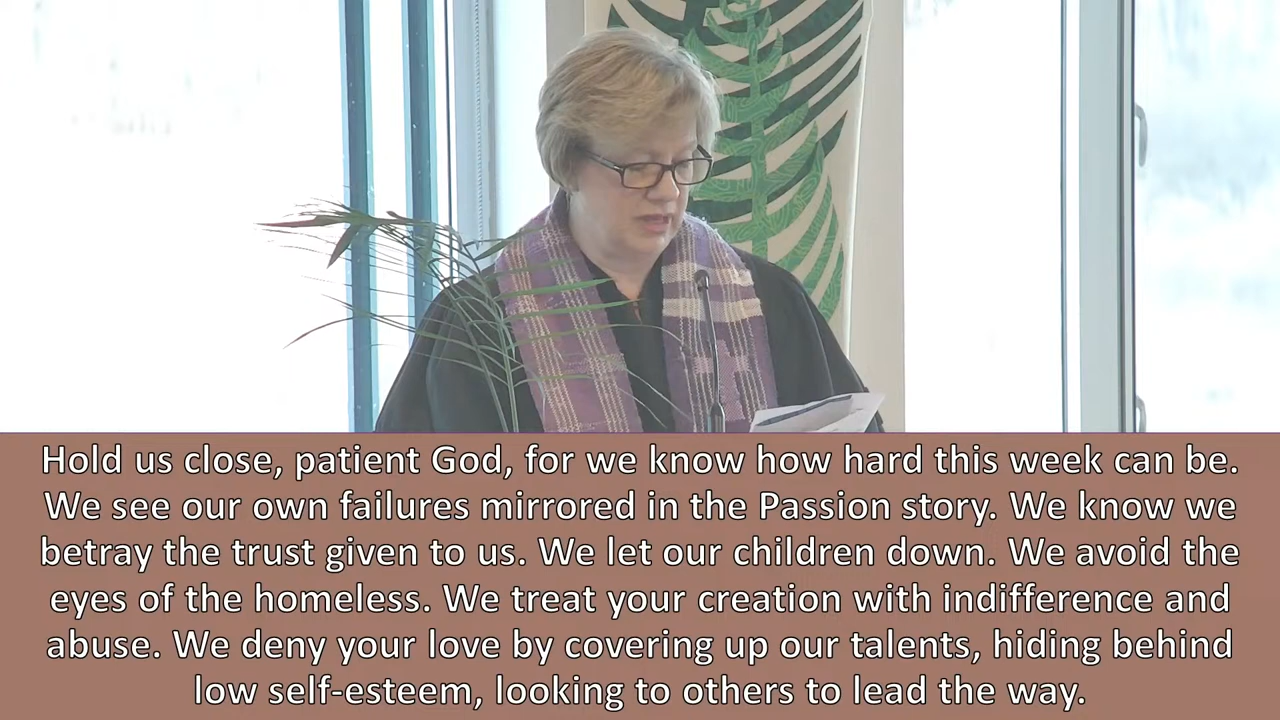 Hold us close, patient God, for we know how hard this week can be.
We see our own failures mirrored in the Passion story. We know we
betray the trust given to us. We let our children down. We avoid the
eyes of the homeless. We treat your creation with indifference and
abuse. We deny your love by covering up our talents, hiding behind
low self-esteem, looking to others to lead the way.